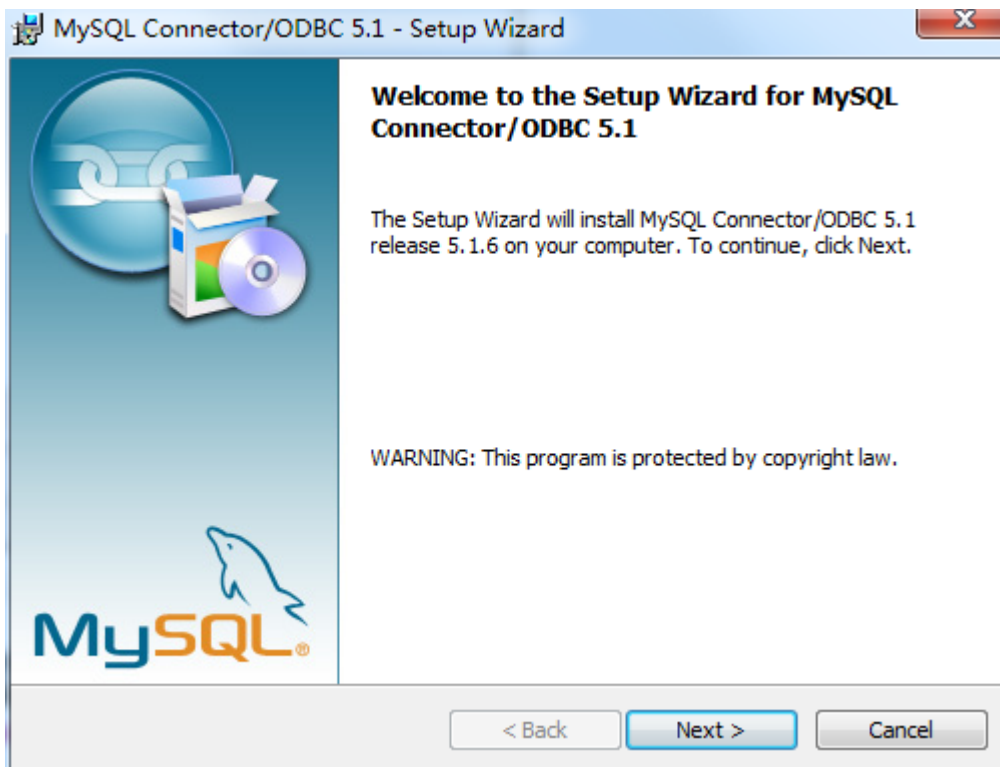 MySQL Connector/ODBC 5.1 - Setup Wizard
Welcome to the Setup Wizard for MySQL
Connector/ODBC 5.1
The Setup Wizard will install MySQL Connector/ODBC 5.1
release 5.1.6 on your computer. To continue, click Next.
WARNING: This program is protected by copyright law.
MySQL®
< Back
Next >
Cancel